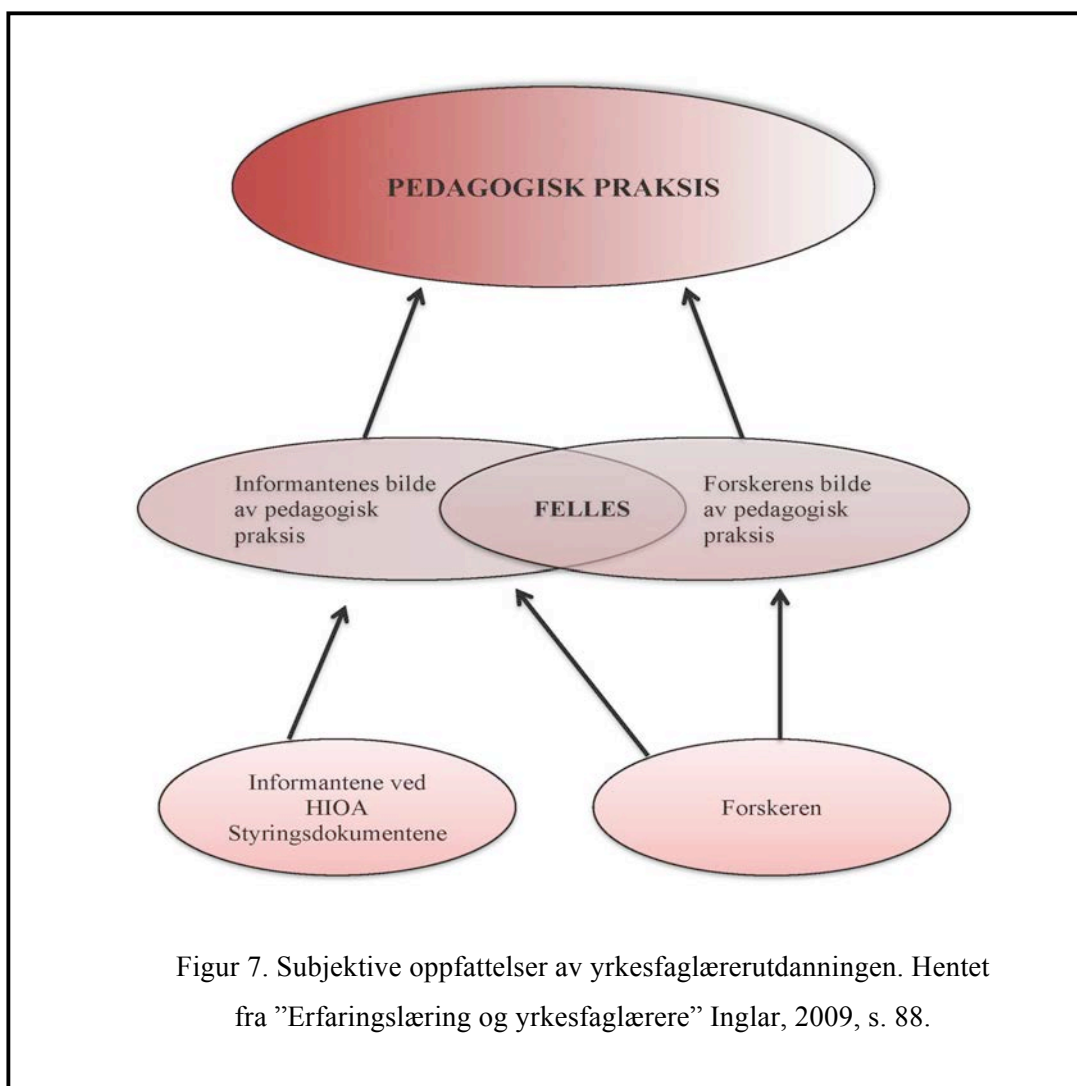 PEDAGOGISK PRAKSIS
Informantenes bilde
av pedagogisk
praksis
FELLES
Forskerens bilde
av pedagogisk
praksis
Informantene ved
HIOA
Styringsdokumentene
Forskeren
Figur 7. Subjektive oppfattelser av yrkesfaglærerutdanningen. Hentet
fra ”Erfaringslæring og yrkesfaglærere” Inglar, 2009, s. 88.